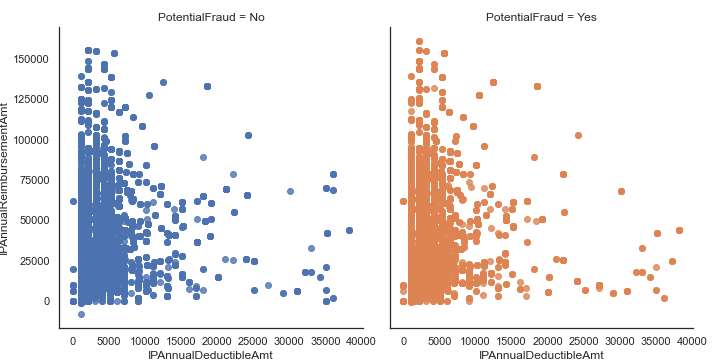 PotentialFraud = No
PotentialFraud = Yes
IPAnnualReimbursementAmt
150000
125000
100000
75000
50000
25000
0
0 5000 10000 15000 20000 25000 30000 35000 40000
0 5000 10000 15000 20000 25000 30000 35000 40000
IPAnnualDeductibleAmt
IPAnnualDeductibleAmt